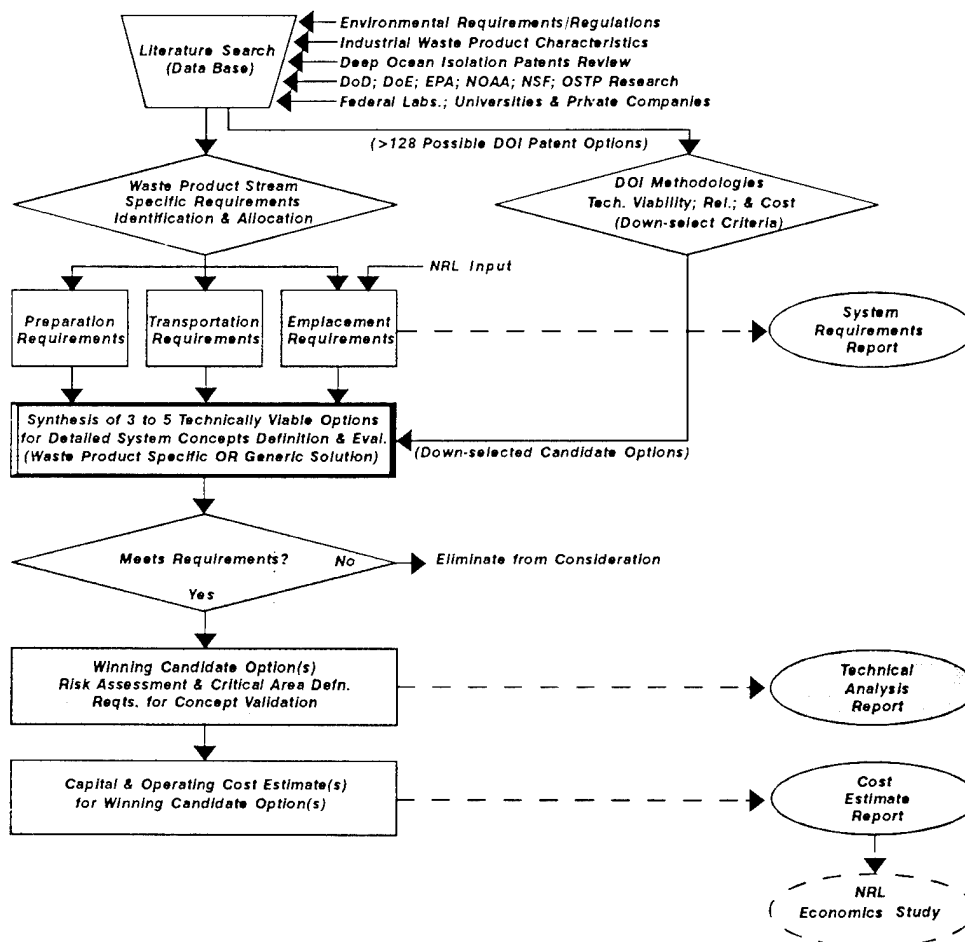 Literature Search
(Data Base)
Environmental Requirements/Regulations
Industrial Waste Product Characteristics
Deep Ocean Isolation Patents Review
DoD; DoE; EPA; NOAA; NSF; OSTP Research
Federal Labs.; Universities & Private Companies
(>128 Possible DOI Patent Options)
Waste Product Stream
Specific Requirements
Identification & Allocation
DOI Methodologies
Tech. Viability; Rel.; & Cost
(Down-select Criteria)
NRL Input
Preparation
Requirements
Transportation
Requirements
Emplacement
Requirements
System
Requirements
Report
Synthesis of 3 to 5 Technically Viable Options
for Detailed System Concepts Definition & Eval.
(Waste Product Specific OR Generic Solution)
(Down-selected Candidate Options)
Meets Requirements?
No
Eliminate from Consideration
Yes
Winning Candidate Option(s)
Risk Assessment & Critical Area Defn.
Reqts. for Concept Validation
Technical
Analysis
Report
Capital & Operating Cost Estimate(s)
for Winning Candidate Option(s)
Cost
Estimate
Report
NRL
Economics Study